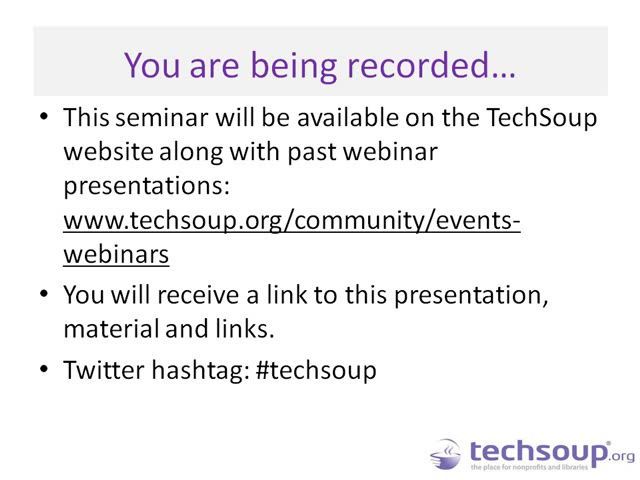 You are being recorded…
• This seminar will be available on the TechSoup
website along with past webinar
presentations:
www.techsoup.org/community/events-
webinars
• You will receive a link to this presentation,
material and links.
• Twitter hashtag: #techsoup
techsoup®.org
the place for nonprofits and libraries